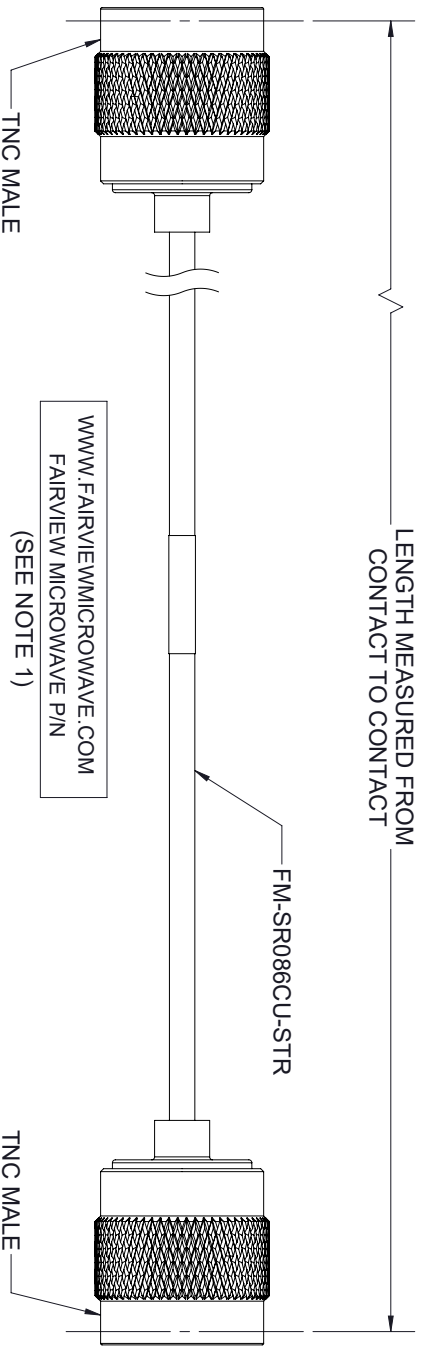 LENGTH MEASURED FROM
CONTACT TO CONTACT
FM-SR086CU-STR
TNC MALE
WWW.FAIRVIEWMICROWAVE.COM
FAIRVIEW MICROWAVE P/N
(SEE NOTE 1)
TNC MALE